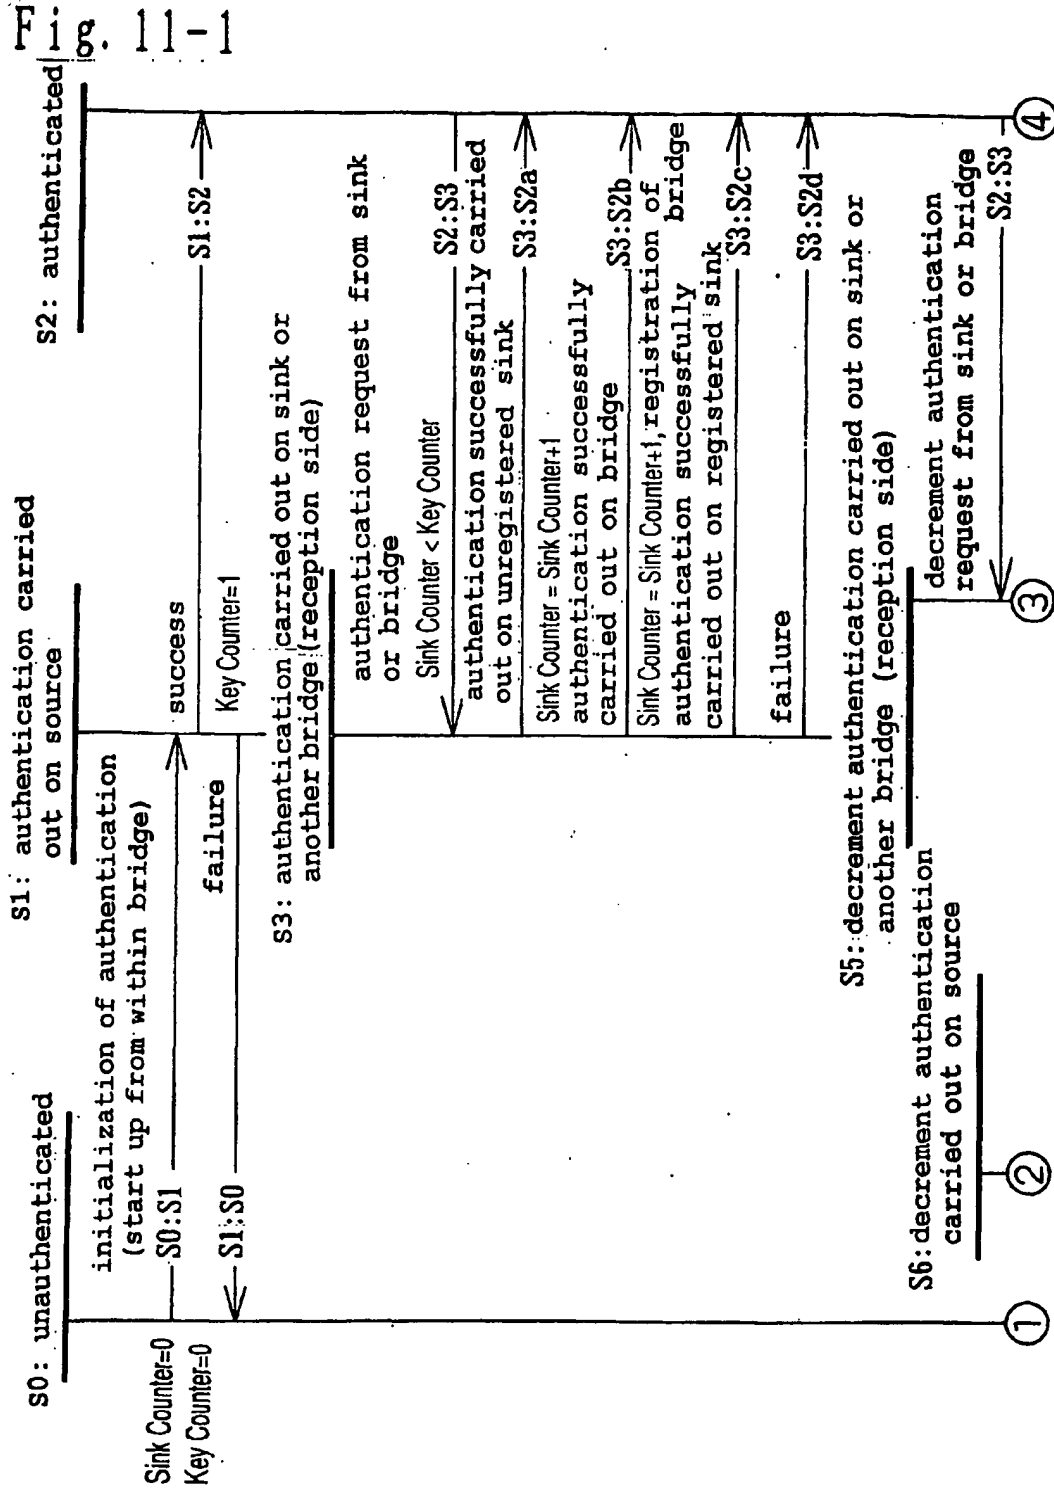 Fig. 11-1
S0: unauthenticated
S1: authentication carried
out on source
S2: authenticated
Sink Counter=0
Key Counter=0
initialization of authentication
(start up from within bridge)
S0:S1
success
S1:S2
Key Counter=1
failure
S1:S0
S3: authentication carried out on sink or
another bridge (reception side)
authentication request from sink
or bridge
Sink Counter < Key Counter
S2:S3
authentication successfully carried
out on unregistered sink
S3:S2a
Sink Counter = Sink Counter+1
authentication successfully
carried out on bridge
S3:S2b
Sink Counter = Sink Counter+1, registration of
bridge
authentication successfully
carried out on registered sink
S3:S2c
failure
S3:S2d
S5:decrement authentication carried out on sink or
another bridge (reception side)
decrement authentication
request from sink or bridge
S2:S3
S6:decrement authentication
carried out on source
1
2
3
4